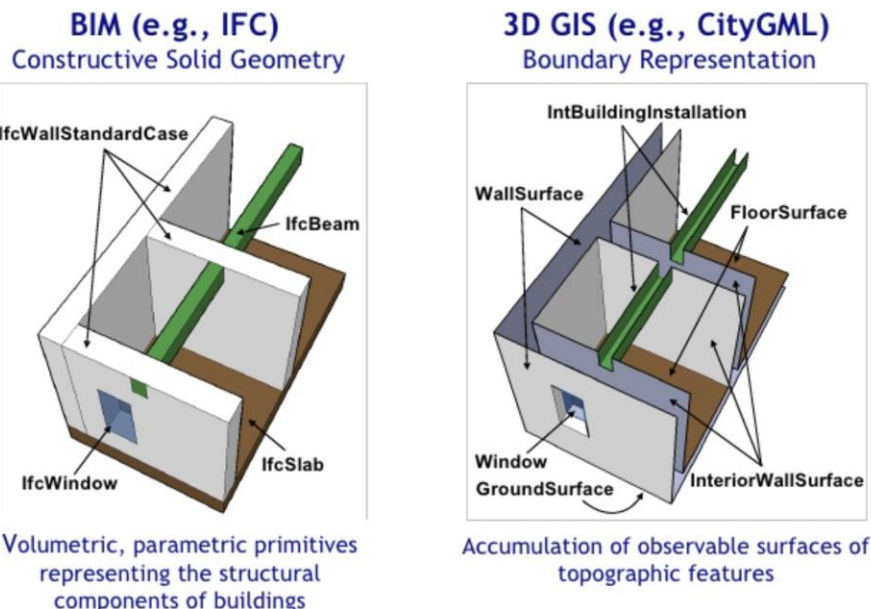 BIM (e.g., IFC)
Constructive Solid Geometry
IfcWallStandardCase
IfcBeam
IfcSlab
IfcWindow
Volumetric, parametric primitives
representing the structural
components of buildings
3D GIS (e.g., CityGML)
Boundary Representation
IntBuildingInstallation
WallSurface
FloorSurface
Window
GroundSurface
InteriorWallSurface
Accumulation of observable surfaces of
topographic features